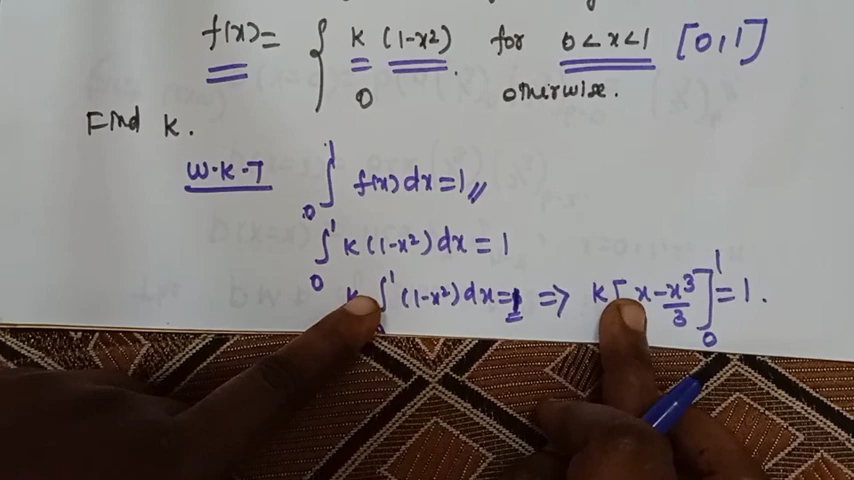 f(x) = { k (1-x²) for 0<x<1 [0,1]
0 otherwise.
Find k.
W.K.T ∫₀¹ f(x) dx = 1
∫₀¹ k (1-x²) dx = 1
k ∫ ¹ (1-x²) dx = 1 ⇒ k [x - x³/3]₀¹ = 1.